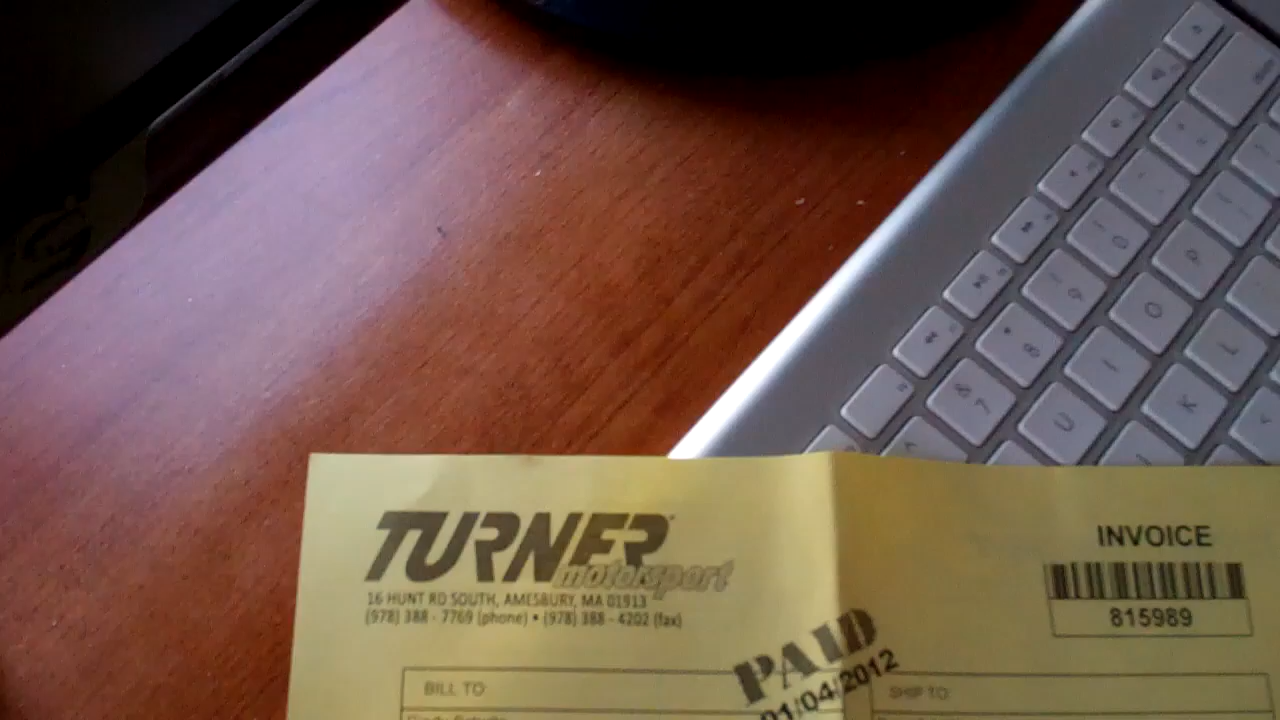 TURNER
motorsport
16 HUNT RD SOUTH, AMESBURY, MA 01913
(978) 388 - 7769 (phone) • (978) 388 - 4202 (fax)
INVOICE
815989
PAID
01/04/2012
BILL TO
SHIP TO